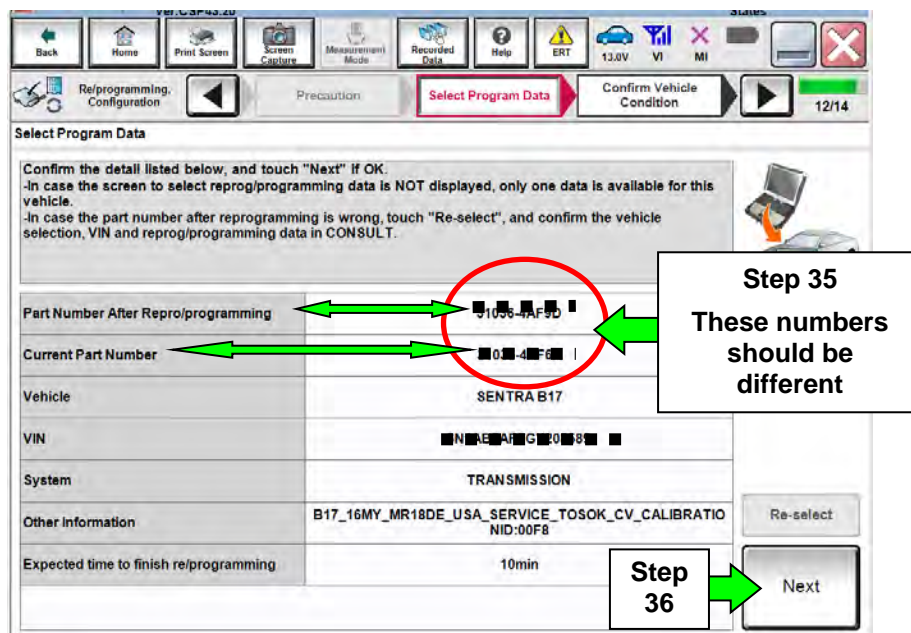 Ver.CSP43.20
States
Back
Home
Print Screen
Screen
Capture
Measurement
Mode
Recorded
Data
Help
ERT
13.0V
VI
MI
Re/programming,
Configuration
Precaution
Select Program Data
Confirm Vehicle
Condition
12/14
Select Program Data
Confirm the detail listed below, and touch "Next" if OK.
-In case the screen to select reprog/programming data is NOT displayed, only one data is available for this
vehicle.
-In case the part number after reprogramming is wrong, touch "Re-select", and confirm the vehicle
selection, VIN and reprog/programming data in CONSULT.
Step 35
These numbers
should be
different
Part Number After Repro/programming
Current Part Number
Vehicle
SENTRA B17
VIN
System
TRANSMISSION
Other Information
B17_16MY_MR18DE_USA_SERVICE_TOSOK_CV_CALIBRATIO
NID:00F8
Re-select
Expected time to finish re/programming
10min
Step
36
Next